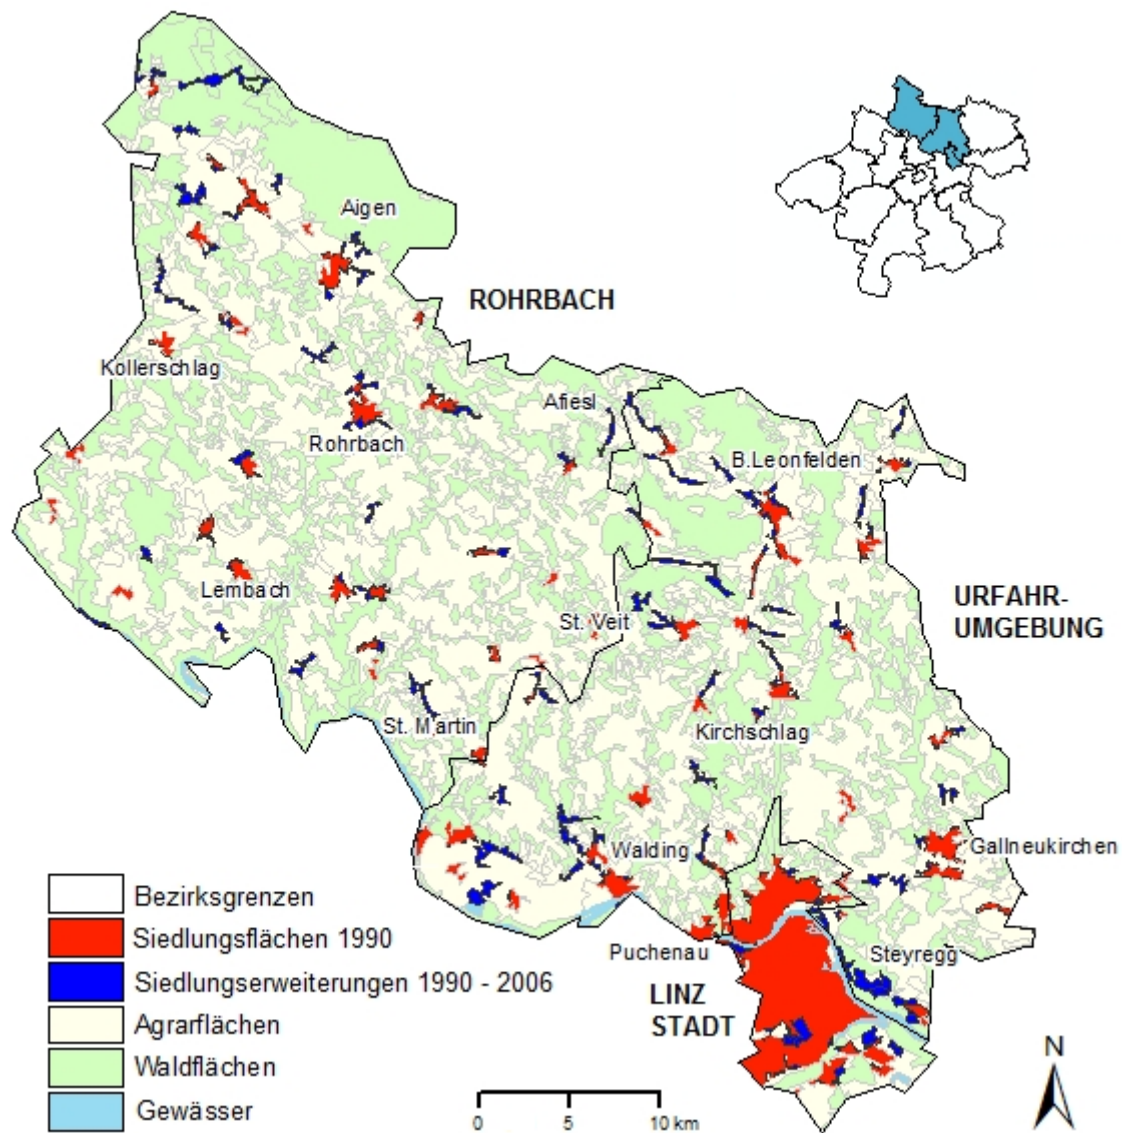 Aigen
ROHRBACH
Kollerschlag
Afiesl
Rohrbach
B.Leonfelden
Lembach
URFAHR-
UMGEBUNG
St. Veit
St. Martin
Kirchschlag
Walding
Gallneukirchen
Puchenau
Steyregg
LINZ
STADT
Bezirksgrenzen
Siedlungsflächen 1990
Siedlungserweiterungen 1990 - 2006
Agrarflächen
Waldflächen
Gewässer
0 5 10 km
N